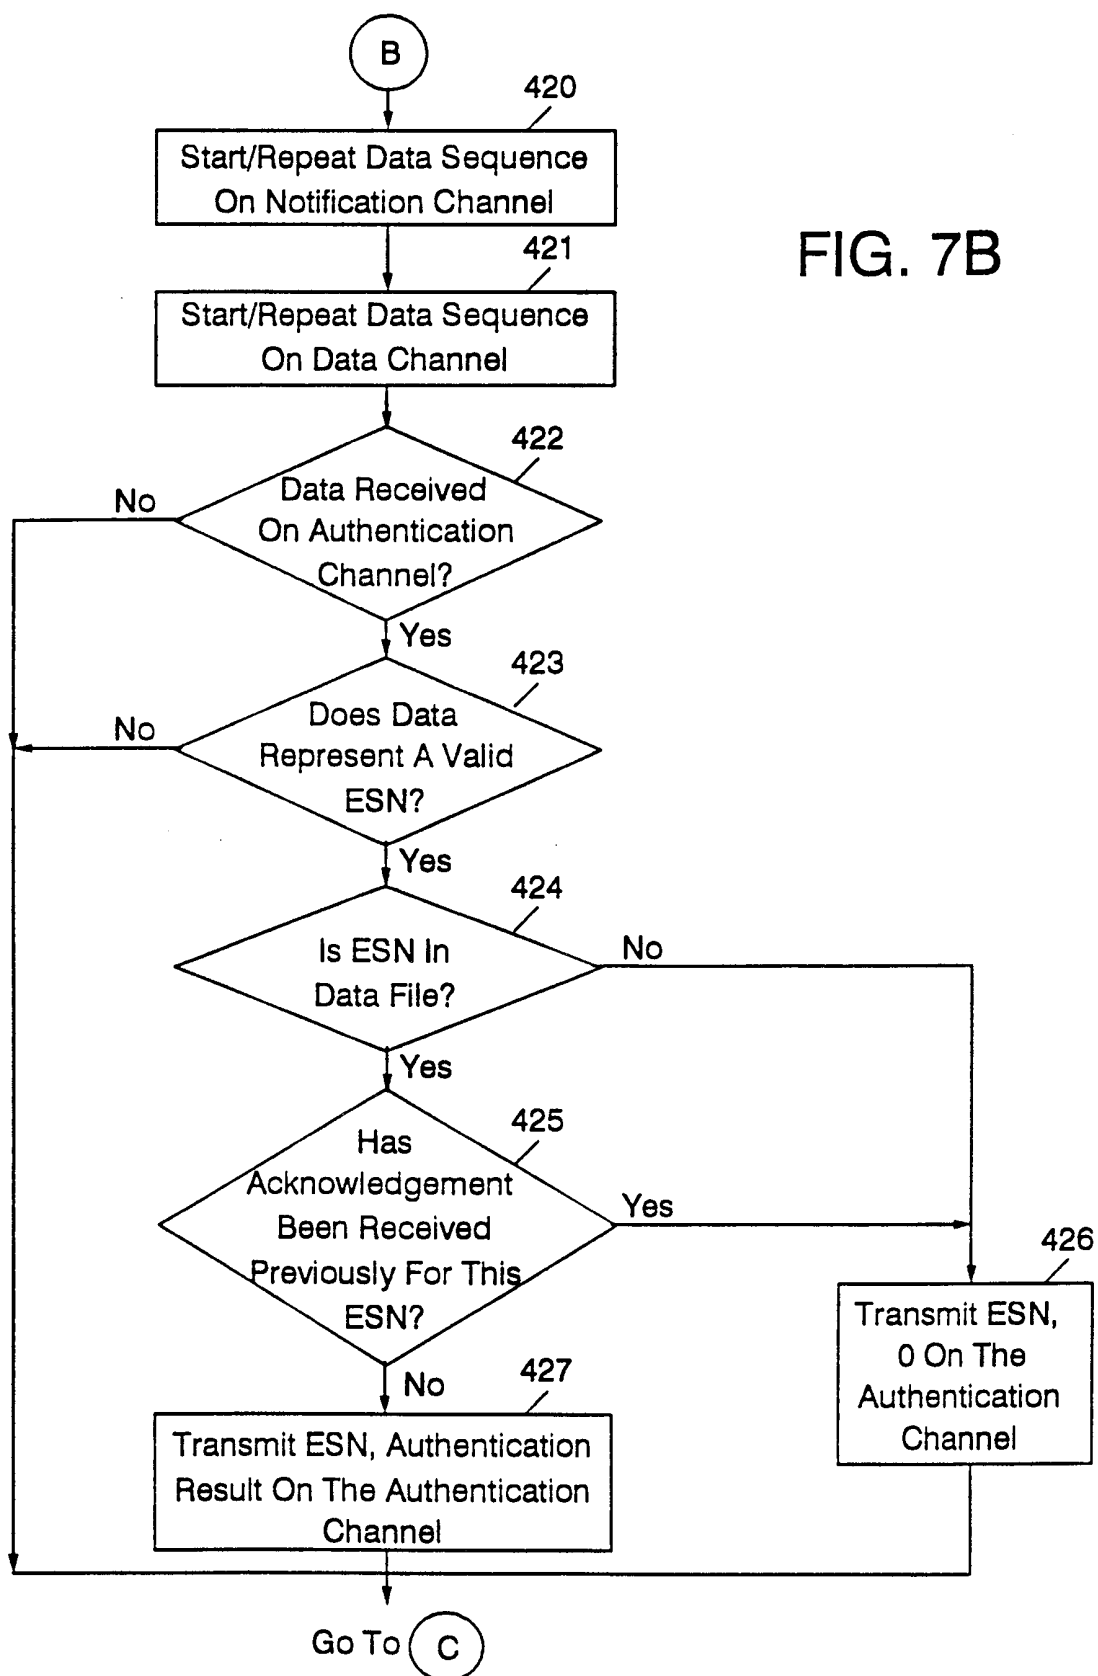 B
420
Start/Repeat Data Sequence
On Notification Channel
FIG. 7B
421
Start/Repeat Data Sequence
On Data Channel
422
No
Data Received
On Authentication
Channel?
Yes
423
No
Does Data
Represent A Valid
ESN?
Yes
424
Is ESN In
Data File?
No
Yes
425
Has
Acknowledgement
Been Received
Previously For This
ESN?
Yes
426
Transmit ESN,
0 On The
Authentication
Channel
No
427
Transmit ESN, Authentication
Result On The Authentication
Channel
Go To C